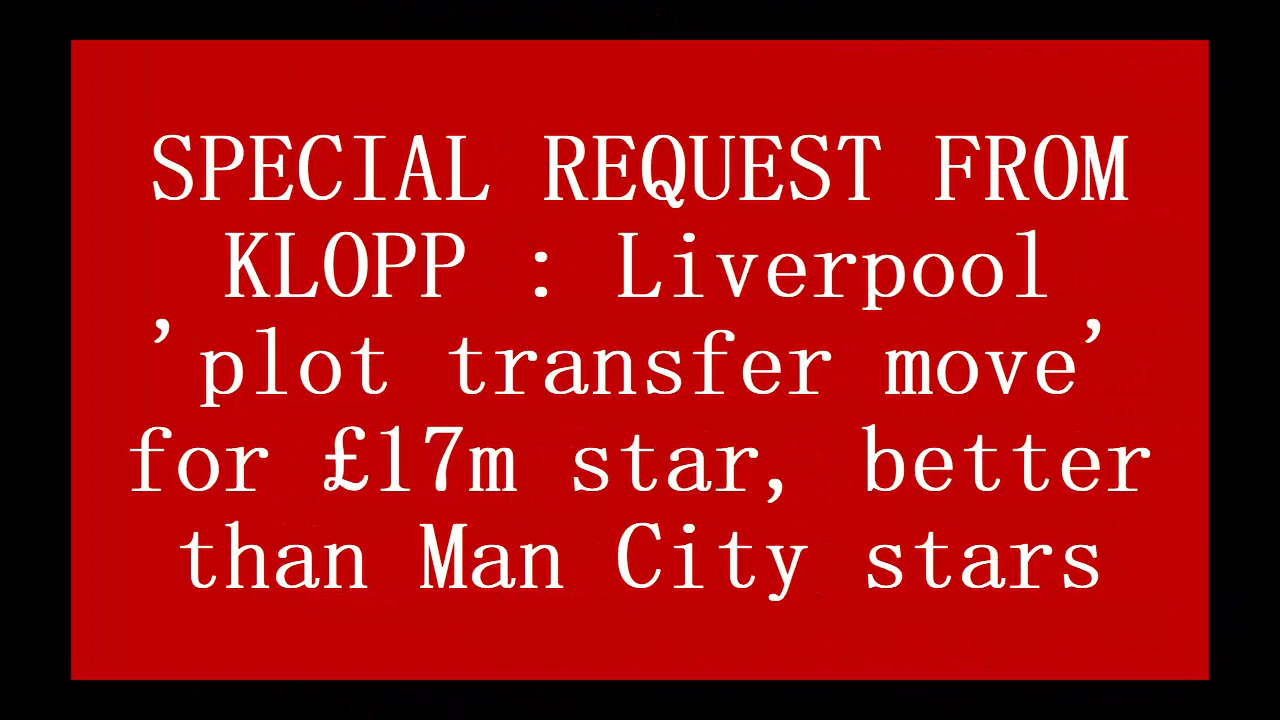 SPECIAL REQUEST FROM
KLOPP : Liverpool
’plot transfer move’
for £17m star, better
than Man City stars